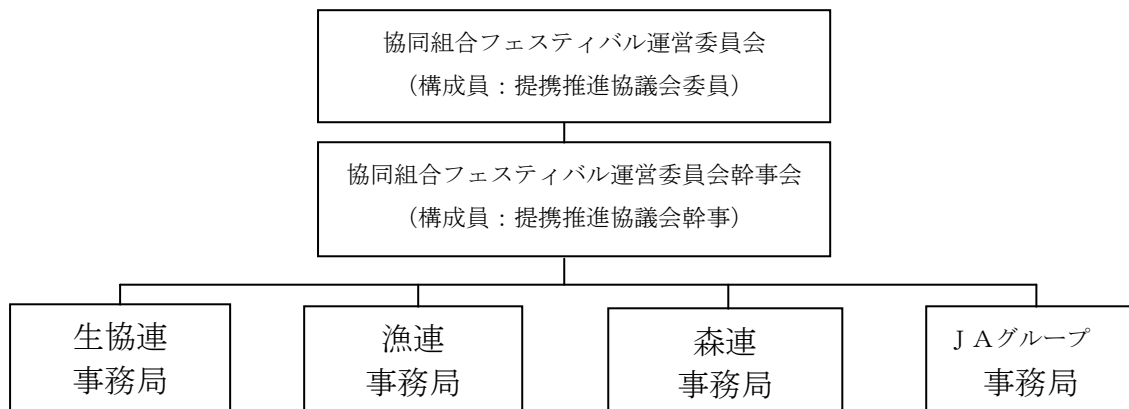 協同組合フェスティバル運営委員会
（構成員：提携推進協議会委員）
協同組合フェスティバル運営委員会幹事会
（構成員：提携推進協議会幹事）
生協連
事務局
漁連
事務局
森連
事務局
ＪＡグループ
事務局